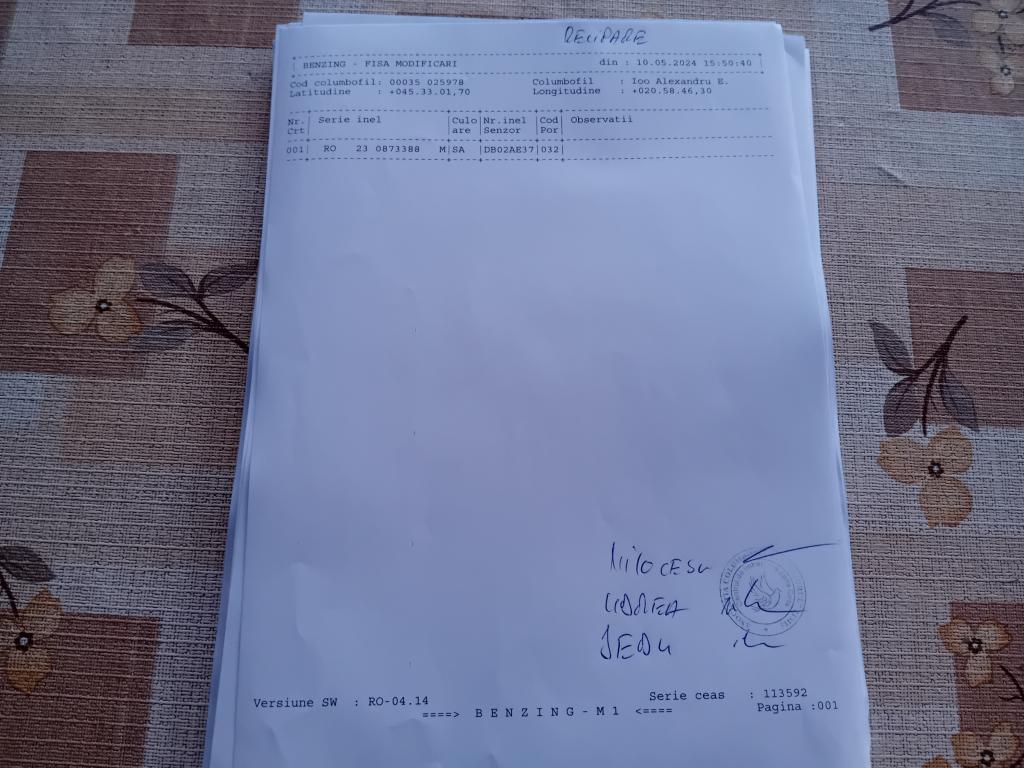 RECIPARE
BENZING - FISA MODIFICARI din : 10.05.2024 15:50:40
Cod columbofil: 00035 025978 Columbofil : Ioo Alexandru E.
Latitudine : +045.33.01,70 Longitudine : +020.58.46,30
Nr. Crt | Serie inel | Culo are | Nr.inel Senzor | Cod Por | Observatii
001| RO 23 0873388 M|SA |DB02AE37|032|
SEDU
Versiune SW : RO-04.14 Serie ceas : 113592
====> B E N Z I N G - M 1 <==== Pagina :001